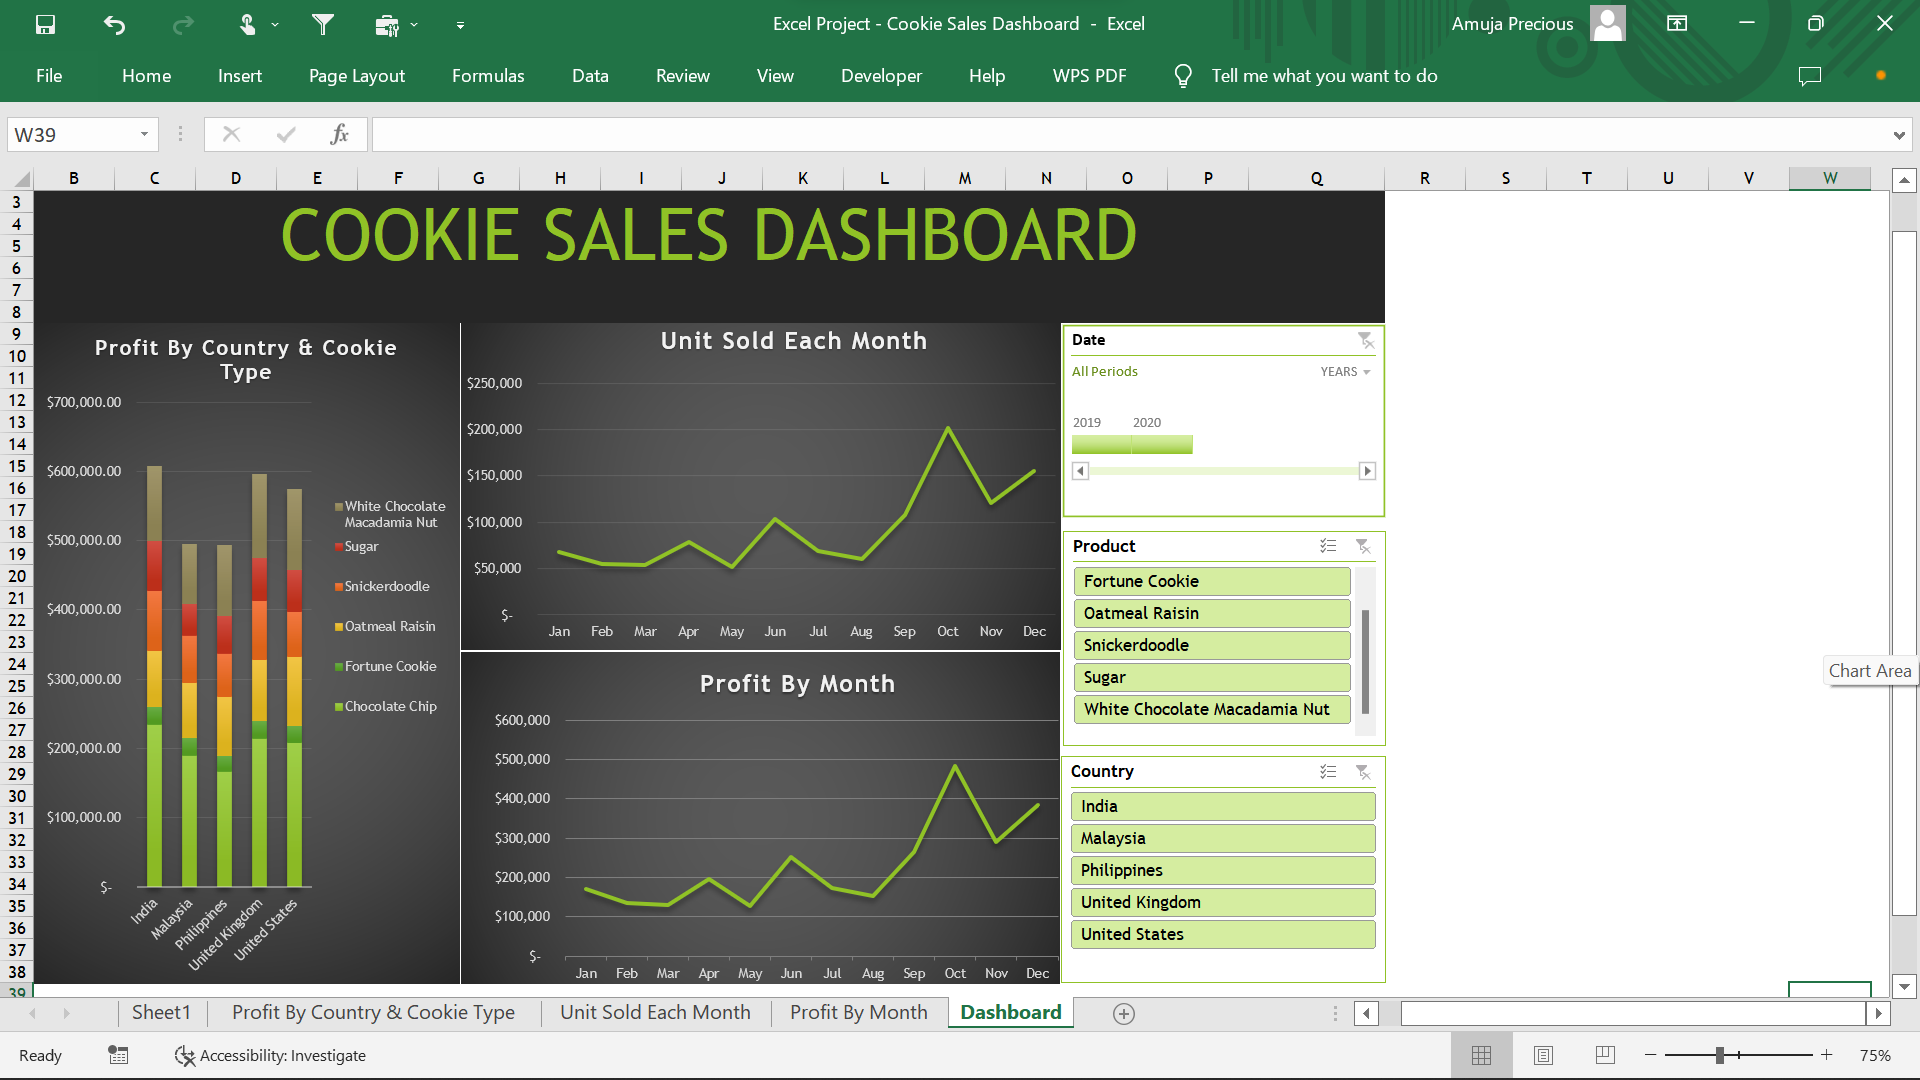 Excel Project - Cookie Sales Dashboard - Excel
Amuja Precious
File Home Insert Page Layout Formulas Data Review View Developer Help WPS PDF Tell me what you want to do
W39
fx
B C D E F G H I J K L M N O P Q R S T U V W
3
4
5
6
7
8
9
10
11
12
13
14
15
16
17
18
19
20
21
22
23
24
25
26
27
28
29
30
31
32
33
34
35
36
37
38
39
COOKIE SALES DASHBOARD
Profit By Country & Cookie
Type
$700,000.00
$600,000.00
$500,000.00
$400,000.00
$300,000.00
$200,000.00
$100,000.00
$-
India
Malaysia
Philippines
United Kingdom
United States
White Chocolate
Macadamia Nut
Sugar
Snickerdoodle
Oatmeal Raisin
Fortune Cookie
Chocolate Chip
Unit Sold Each Month
$250,000
$200,000
$150,000
$100,000
$50,000
$-
Jan Feb Mar Apr May Jun Jul Aug Sep Oct Nov Dec
Profit By Month
$600,000
$500,000
$400,000
$300,000
$200,000
$100,000
$-
Jan Feb Mar Apr May Jun Jul Aug Sep Oct Nov Dec
Date
All Periods YEARS
2019 2020
Product
Fortune Cookie
Oatmeal Raisin
Snickerdoodle
Sugar
White Chocolate Macadamia Nut
Country
India
Malaysia
Philippines
United Kingdom
United States
Chart Area
Sheet1 Profit By Country & Cookie Type Unit Sold Each Month Profit By Month Dashboard
Ready Accessibility: Investigate 75%